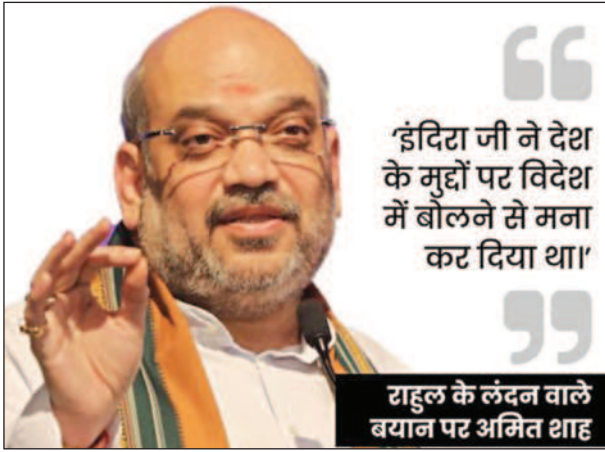 ‘इंदिरा जी ने देश
के मुद्दों पर विदेश
में बोलने से मना
कर दिया था।’
राहुल के लंदन वाले
बयान पर अमित शाह